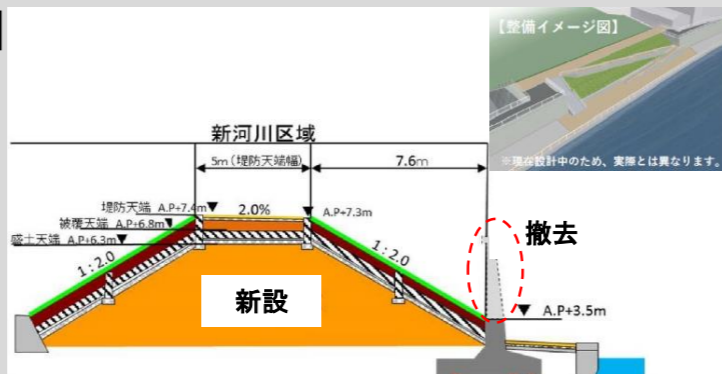 【整備イメージ図】
※現在設計中のため、実際とは異なります。
新河川区域
5m(堤防天端幅)
7.6m
堤防天端 A.P+7.4m▼
2.0%
A.P+7.3m
被覆天端 A.P+6.8m▼
盛土天端 A.P+6.3m▼
1:2.0
1:2.0
撤去
新設
▼ A.P+3.5m